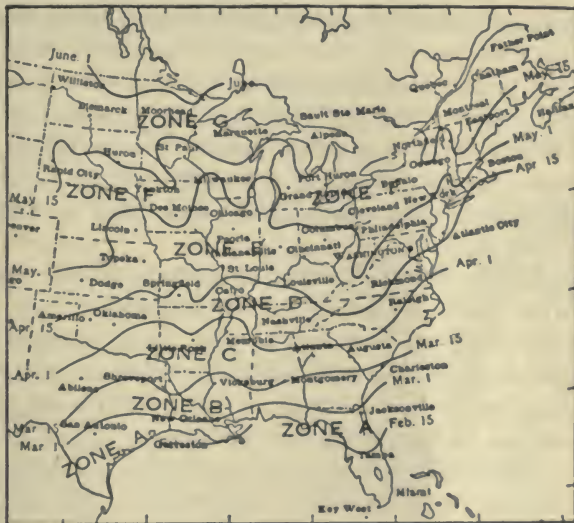 June. 1
Father Point
Williston
June
Quebec
Chatham
May 15
Bismarck
Moorhead
Sault Ste Marie
Montreal
Eastport
Halifax
ZONE G
Marquette
Alpena
Northfield
May. 1
Huron
St Paul
Port Huron
Oswego
Boston
Rapid City
Yankton
Milwaukee
Grand Haven
Buffalo
Apr 15
May 15
ZONE F
ZONE
Cleveland
New York
Des Moines
Chicago
Columbus
Philadelphia
Lincoln
ZONE E
Peoria
Atlantic City
Indianaville
Cincinnati
WASHINGTON
Topeka
St Louis
Apr. 1
May. 1
Dodge
Springfield
Cairo
Louisville
Richmond
ZONE D
Raleigh
Apr. 15
Amarillo
Oklahoma
Nashville
Mar. 15
Memphis
Atlanta
Augusta
ZONE C
Apr. 1
Abilene
Shreveport
Vicksburg
Montgomery
Charleston
Mar. 1
ZONE B
Jacksonville
Mar 15
San Antonio
New Orleans
ZONE A
Feb. 15
Mar 1
ZONE A
Galveston
Tampa
Miami
Key West